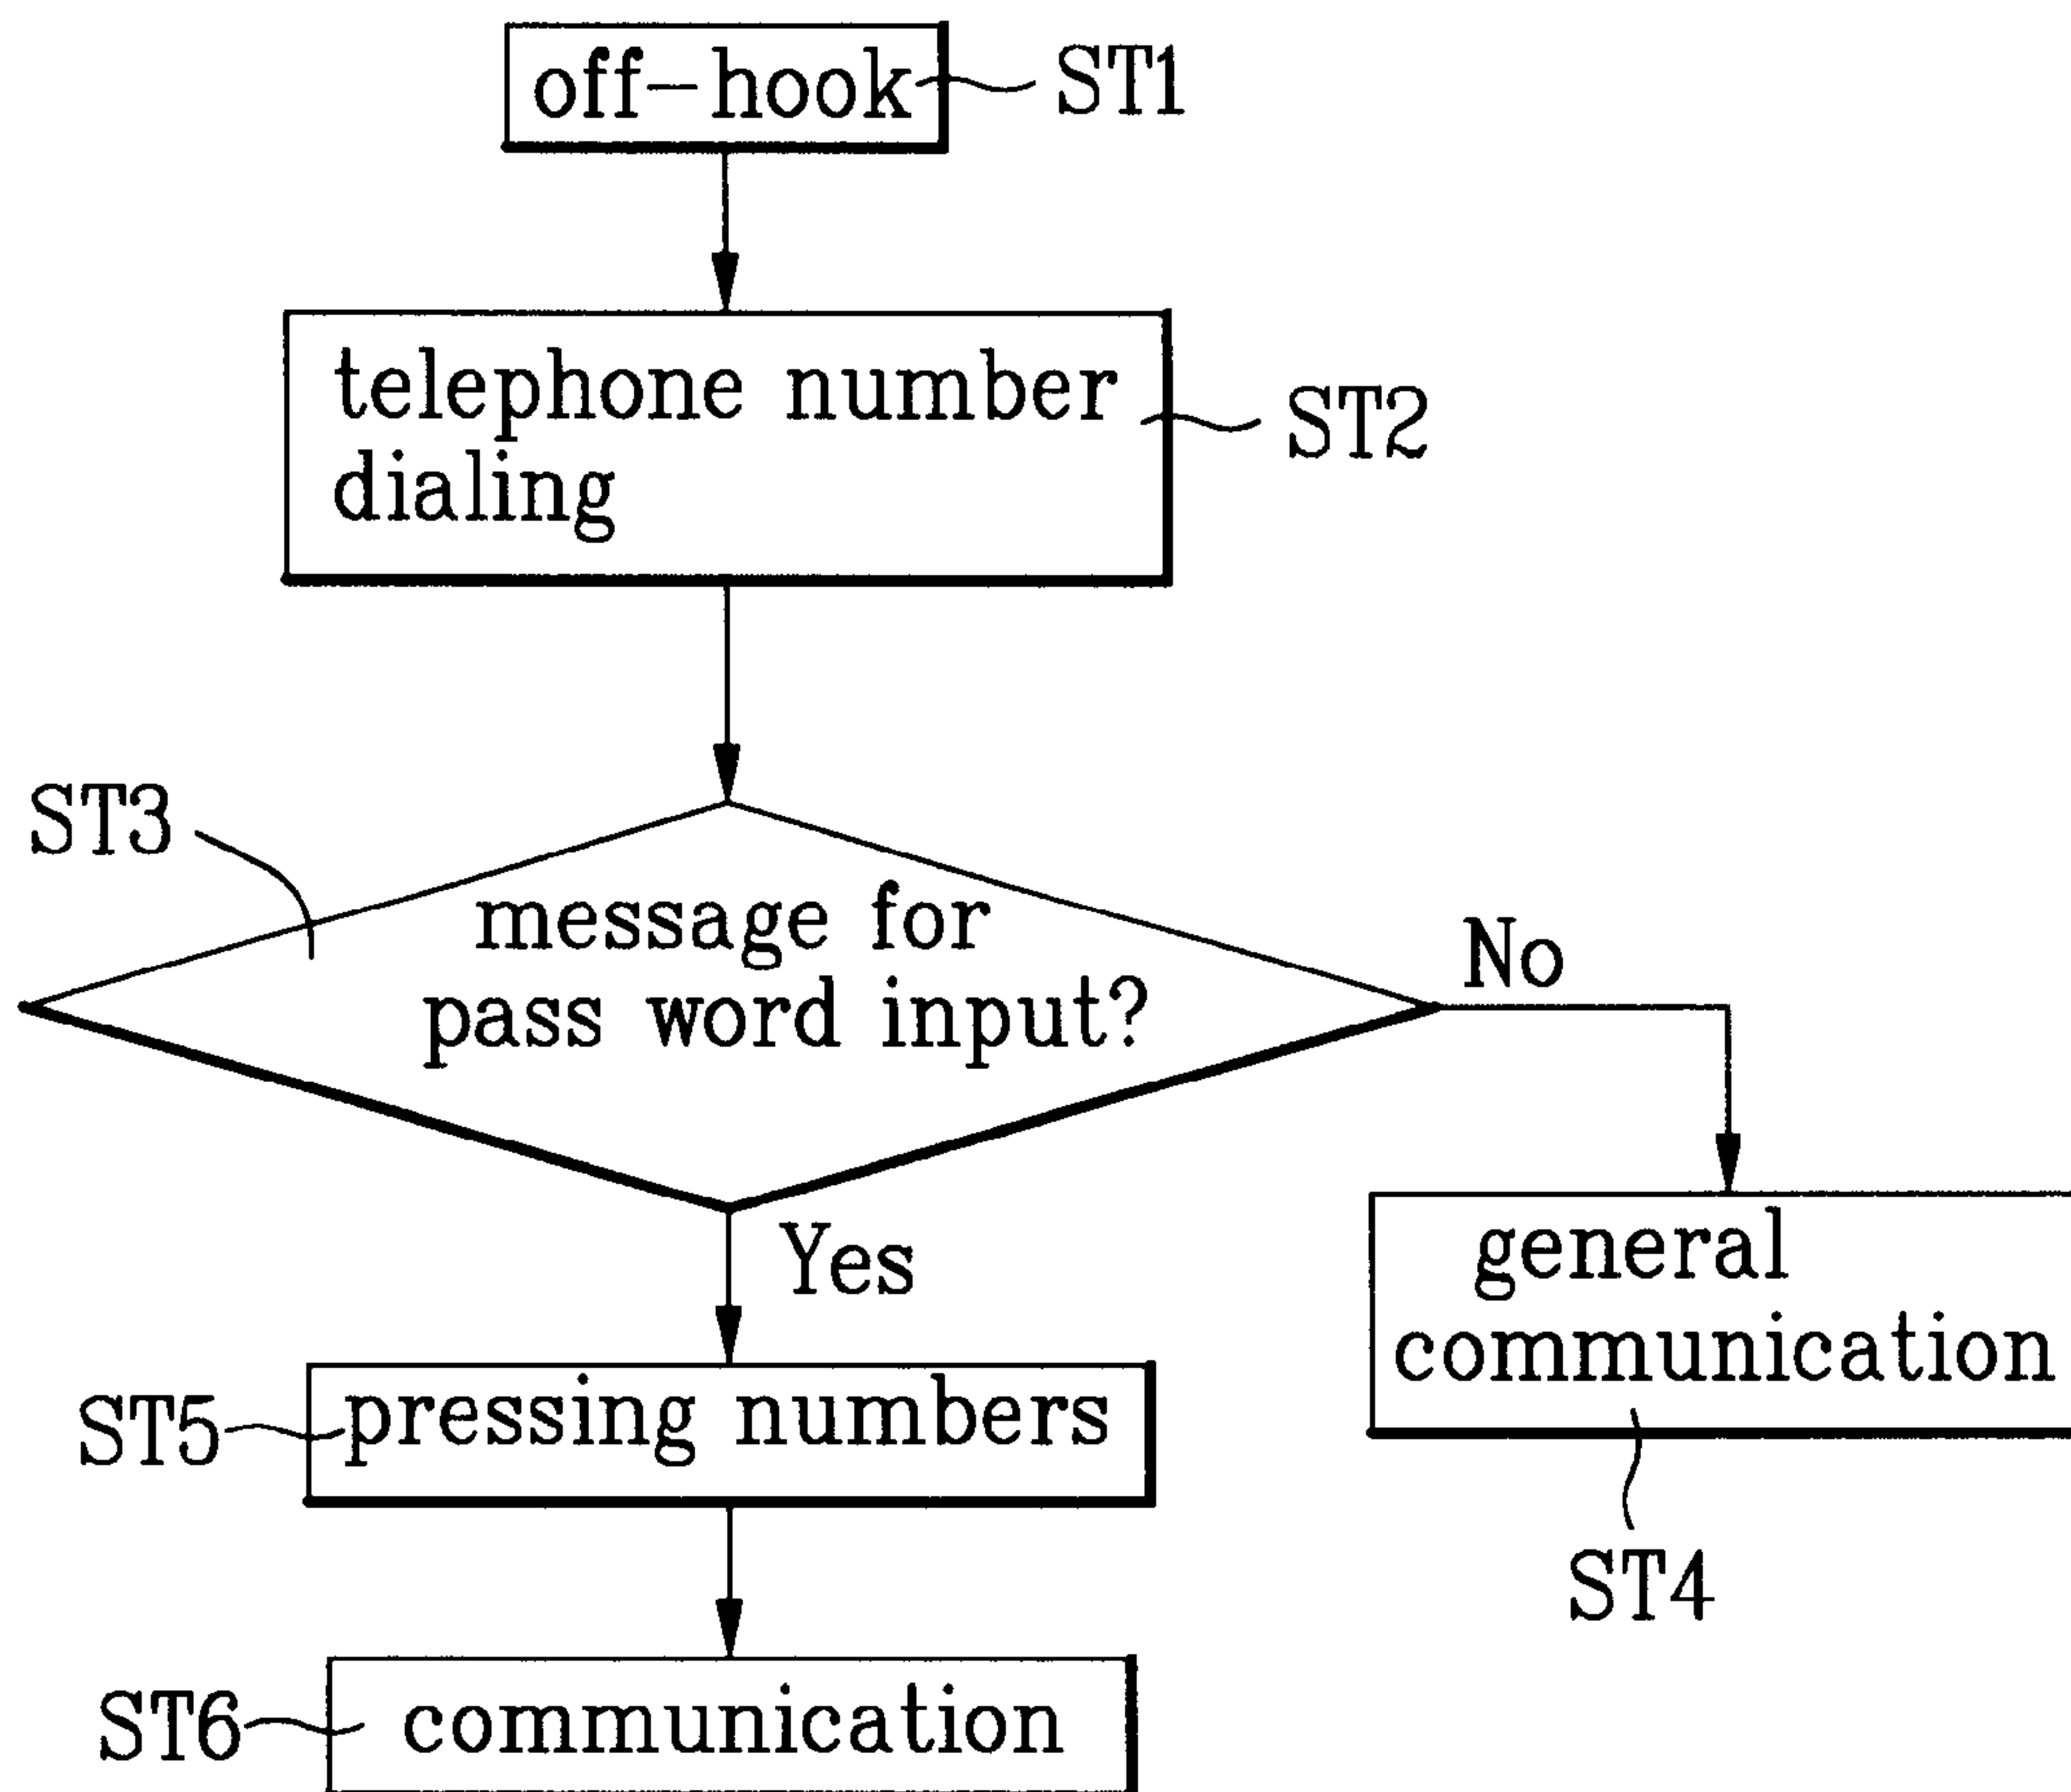 off-hook
ST1
telephone number
dialing
ST2
ST3
message for
pass word input?
No
Yes
general
communication
ST4
ST5
pressing numbers
ST6
communication